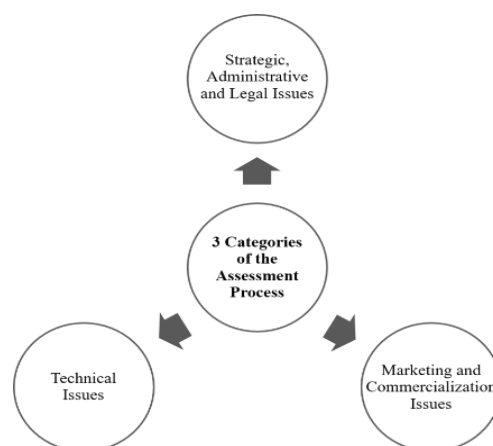 Strategic,
Administrative
and Legal Issues
3 Categories
of the
Assessment
Process
Technical
Issues
Marketing and
Commercialization
Issues